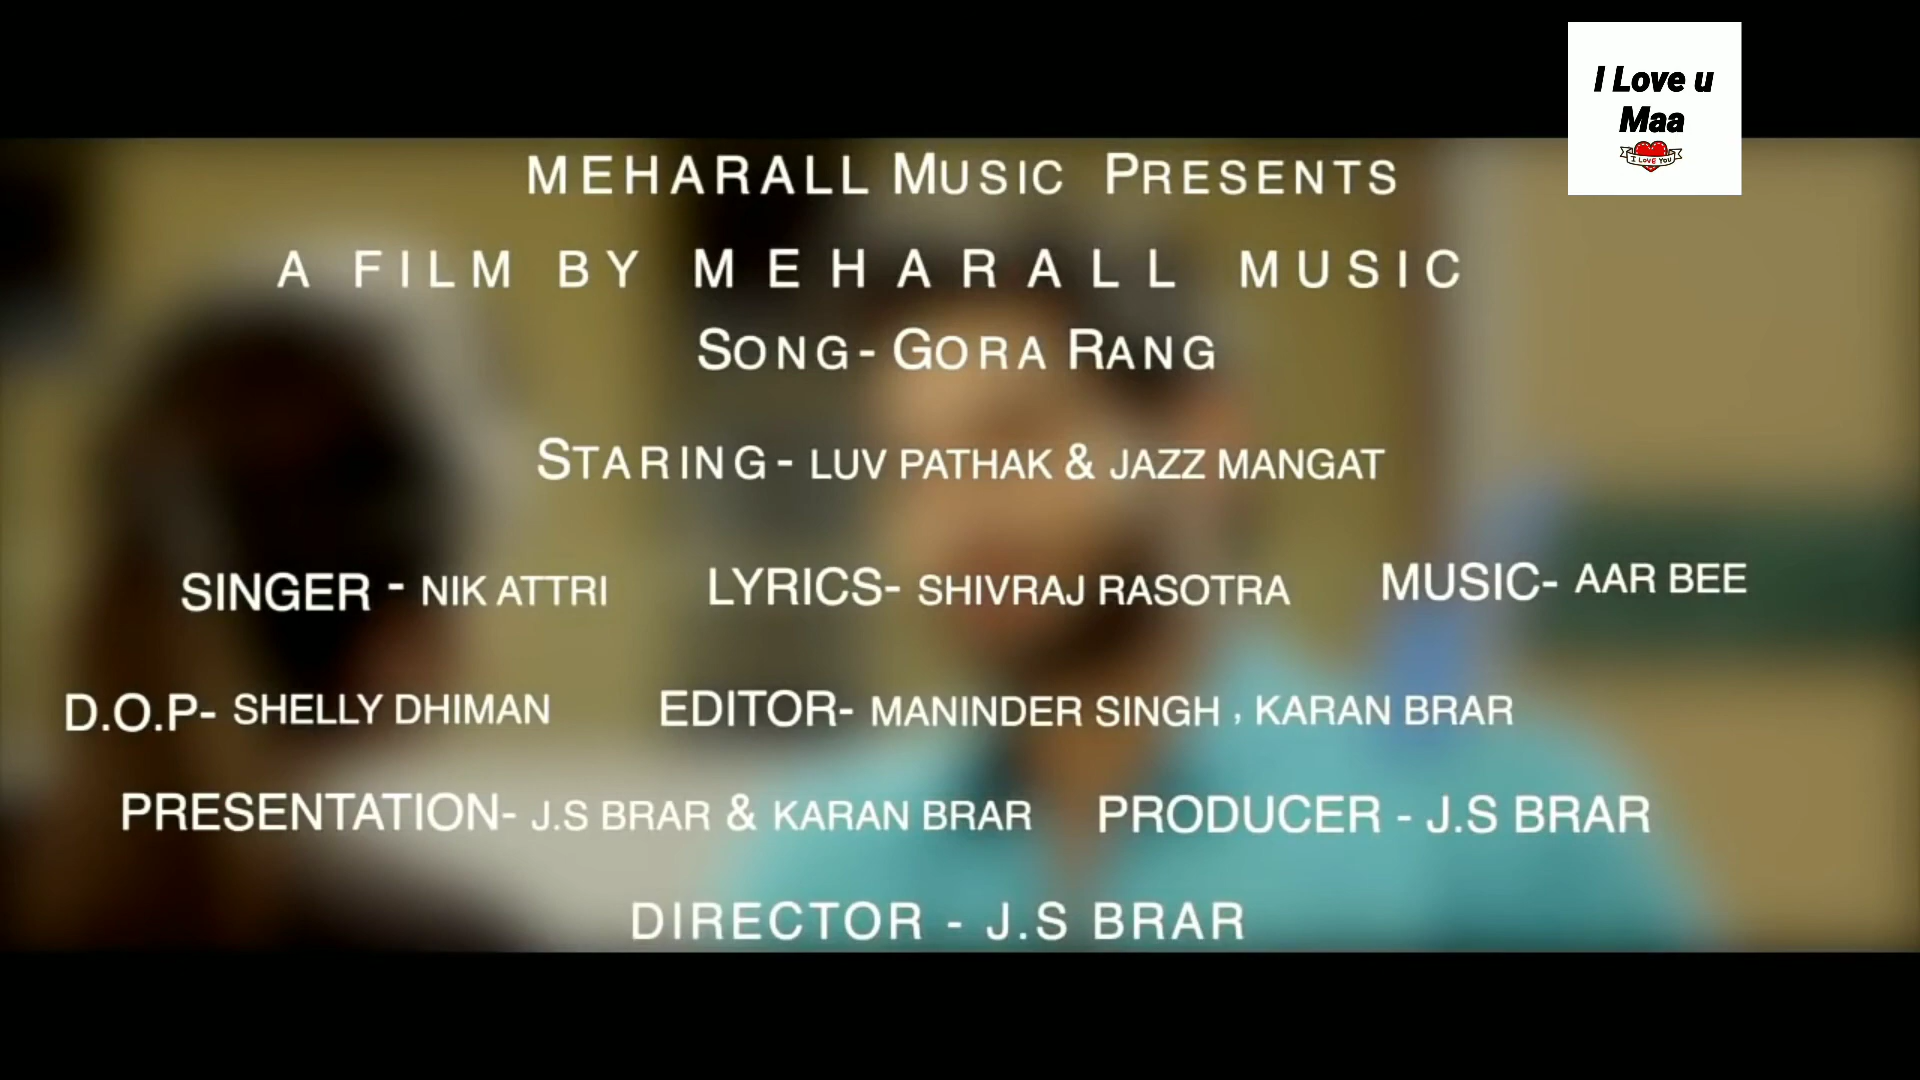 I Love u
Maa
I LOVE YOU
MEHARALL MUSIC PRESENTS
A FILM BY MEHARALL MUSIC
SONG- GORA RANG
STARING- LUV PATHAK & JAZZ MANGAT
SINGER - NIK ATTRI LYRICS- SHIVRAJ RASOTRA MUSIC- AAR BEE
D.O.P- SHELLY DHIMAN EDITOR- MANINDER SINGH , KARAN BRAR
PRESENTATION- J.S BRAR & KARAN BRAR PRODUCER - J.S BRAR
DIRECTOR - J.S BRAR